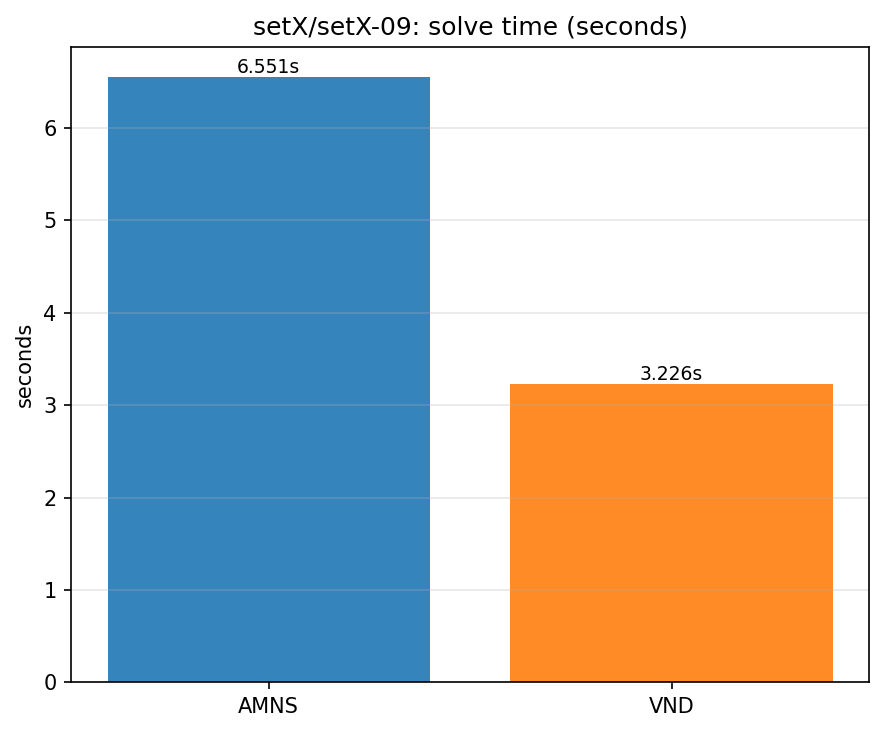 setX/setX-09: solve time (seconds)
6.551s
3.226s
6
5
4
3
2
1
0
seconds
AMNS
VND